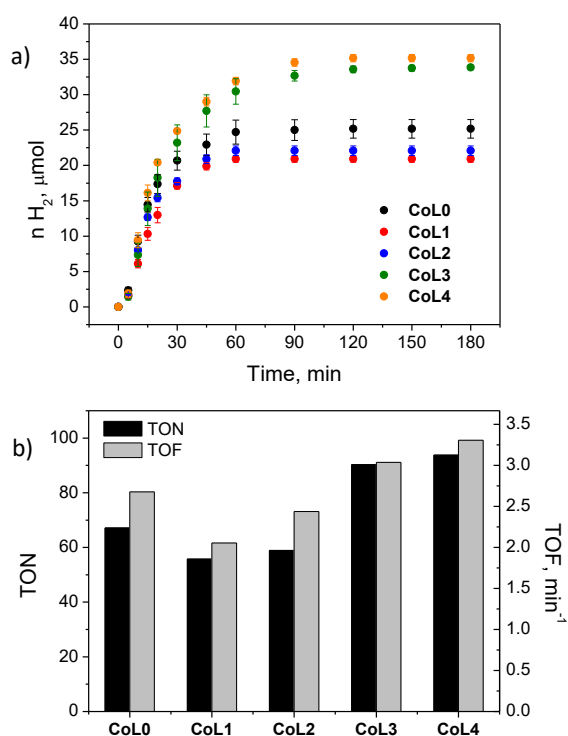 a)
n H₂, μmol
40
35
30
25
20
15
10
5
0
CoL0
CoL1
CoL2
CoL3
CoL4
0 30 60 90 120 150 180
Time, min
b)
TON
TOF
TON
100
80
60
40
20
0
TOF, min⁻¹
3.5
3.0
2.5
2.0
1.5
1.0
0.5
0.0
CoL0 CoL1 CoL2 CoL3 CoL4